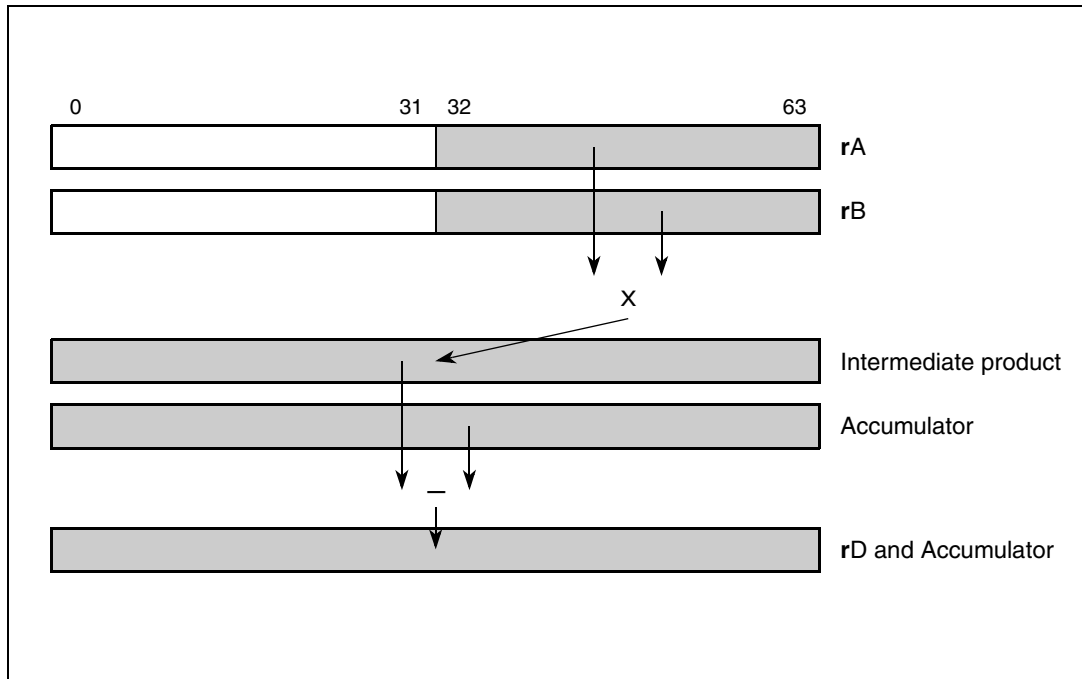 0 31 32 63
rA
rB
X
Intermediate product
Accumulator
–
rD and Accumulator